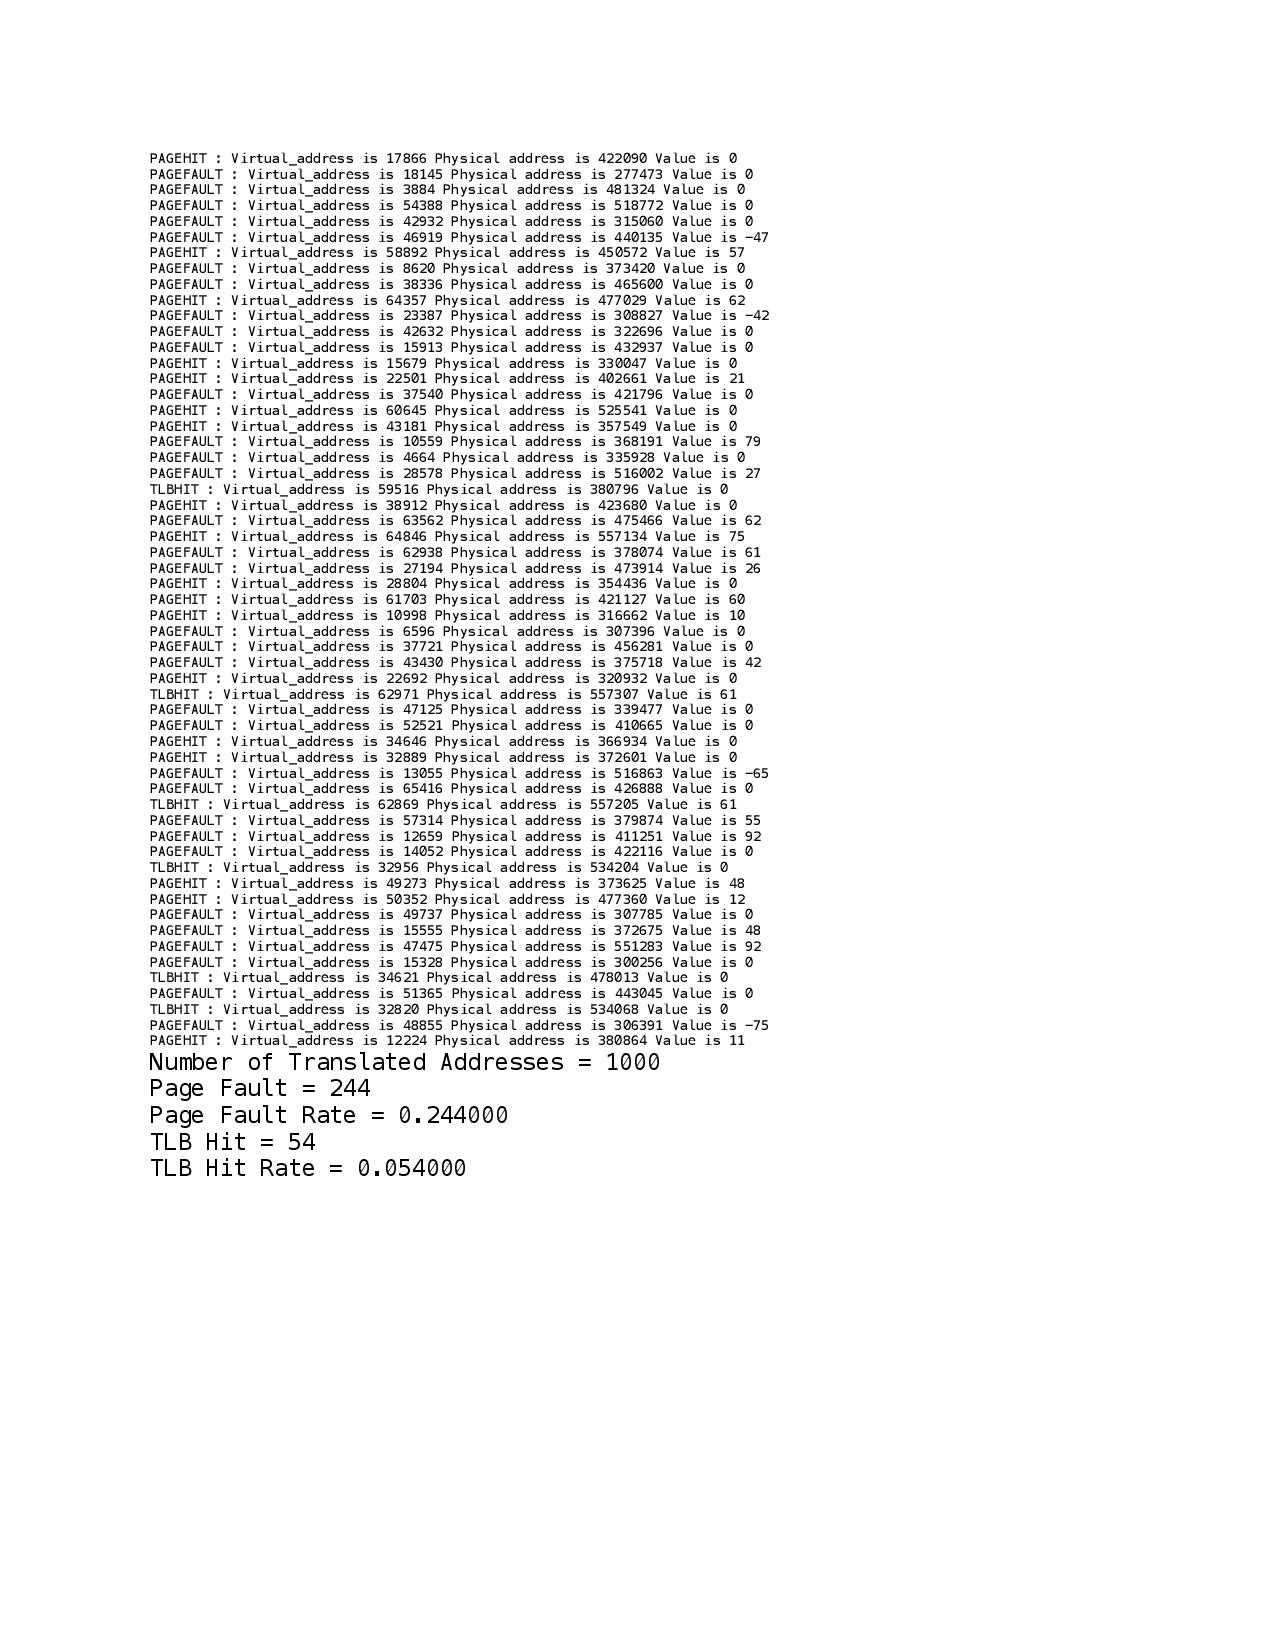 PAGEHIT : Virtual_address is 17866 Physical address is 422090 Value is 0
PAGEFAULT : Virtual_address is 18145 Physical address is 277473 Value is 0
PAGEFAULT : Virtual_address is 3884 Physical address is 481324 Value is 0
PAGEFAULT : Virtual_address is 54388 Physical address is 518772 Value is 0
PAGEFAULT : Virtual_address is 42932 Physical address is 315060 Value is 0
PAGEFAULT : Virtual_address is 46919 Physical address is 440135 Value is -47
PAGEHIT : Virtual_address is 58892 Physical address is 450572 Value is 57
PAGEFAULT : Virtual_address is 8620 Physical address is 373420 Value is 0
PAGEFAULT : Virtual_address is 38336 Physical address is 465600 Value is 0
PAGEHIT : Virtual_address is 64357 Physical address is 477029 Value is 62
PAGEFAULT : Virtual_address is 23387 Physical address is 308827 Value is -42
PAGEFAULT : Virtual_address is 42632 Physical address is 322696 Value is 0
PAGEFAULT : Virtual_address is 15913 Physical address is 432937 Value is 0
PAGEHIT : Virtual_address is 15679 Physical address is 330047 Value is 0
PAGEHIT : Virtual_address is 22501 Physical address is 402661 Value is 21
PAGEFAULT : Virtual_address is 37540 Physical address is 421796 Value is 0
PAGEHIT : Virtual_address is 60645 Physical address is 525541 Value is 0
PAGEHIT : Virtual_address is 43181 Physical address is 357549 Value is 0
PAGEFAULT : Virtual_address is 10559 Physical address is 368191 Value is 79
PAGEFAULT : Virtual_address is 4664 Physical address is 335928 Value is 0
PAGEFAULT : Virtual_address is 28578 Physical address is 516002 Value is 27
TLBHIT : Virtual_address is 59516 Physical address is 380796 Value is 0
PAGEHIT : Virtual_address is 38912 Physical address is 423680 Value is 0
PAGEFAULT : Virtual_address is 63562 Physical address is 475466 Value is 62
PAGEHIT : Virtual_address is 64846 Physical address is 557134 Value is 75
PAGEFAULT : Virtual_address is 62938 Physical address is 378074 Value is 61
PAGEFAULT : Virtual_address is 27194 Physical address is 473914 Value is 26
PAGEHIT : Virtual_address is 28804 Physical address is 354436 Value is 0
PAGEHIT : Virtual_address is 61703 Physical address is 421127 Value is 60
PAGEHIT : Virtual_address is 10998 Physical address is 316662 Value is 10
PAGEFAULT : Virtual_address is 6596 Physical address is 307396 Value is 0
PAGEFAULT : Virtual_address is 37721 Physical address is 456281 Value is 0
PAGEFAULT : Virtual_address is 43430 Physical address is 375718 Value is 42
PAGEHIT : Virtual_address is 22692 Physical address is 320932 Value is 0
TLBHIT : Virtual_address is 62971 Physical address is 557307 Value is 61
PAGEFAULT : Virtual_address is 47125 Physical address is 339477 Value is 0
PAGEFAULT : Virtual_address is 52521 Physical address is 410665 Value is 0
PAGEHIT : Virtual_address is 34646 Physical address is 366934 Value is 0
PAGEHIT : Virtual_address is 32889 Physical address is 372601 Value is 0
PAGEFAULT : Virtual_address is 13055 Physical address is 516863 Value is -65
PAGEFAULT : Virtual_address is 65416 Physical address is 426888 Value is 0
TLBHIT : Virtual_address is 62869 Physical address is 557205 Value is 61
PAGEFAULT : Virtual_address is 57314 Physical address is 379874 Value is 55
PAGEFAULT : Virtual_address is 12659 Physical address is 411251 Value is 92
PAGEFAULT : Virtual_address is 14052 Physical address is 422116 Value is 0
TLBHIT : Virtual_address is 32956 Physical address is 534204 Value is 0
PAGEHIT : Virtual_address is 49273 Physical address is 373625 Value is 48
PAGEHIT : Virtual_address is 50352 Physical address is 477360 Value is 12
PAGEFAULT : Virtual_address is 49737 Physical address is 307785 Value is 0
PAGEFAULT : Virtual_address is 15555 Physical address is 372675 Value is 48
PAGEFAULT : Virtual_address is 47475 Physical address is 551283 Value is 92
PAGEFAULT : Virtual_address is 15328 Physical address is 300256 Value is 0
TLBHIT : Virtual_address is 34621 Physical address is 478013 Value is 0
PAGEFAULT : Virtual_address is 51365 Physical address is 443045 Value is 0
TLBHIT : Virtual_address is 32820 Physical address is 534068 Value is 0
PAGEFAULT : Virtual_address is 48855 Physical address is 306391 Value is -75
PAGEHIT : Virtual_address is 12224 Physical address is 380864 Value is 11
Number of Translated Addresses = 1000
Page Fault = 244
Page Fault Rate = 0.244000
TLB Hit = 54
TLB Hit Rate = 0.054000